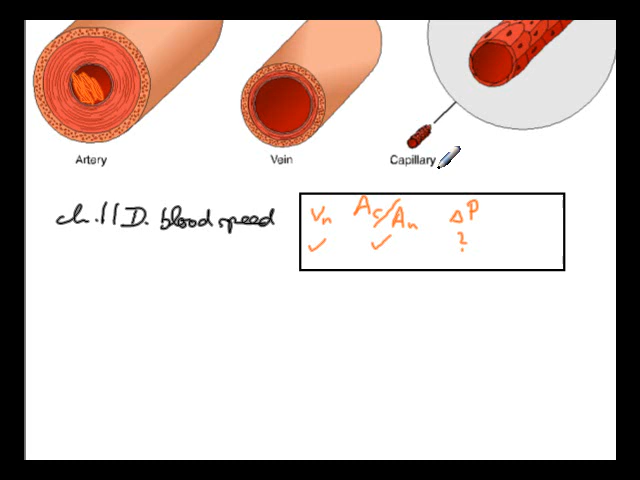 Artery Vein Capillary
ch. 11 D. blood speed
vn Ac/An ΔP
✓ ✓ ?